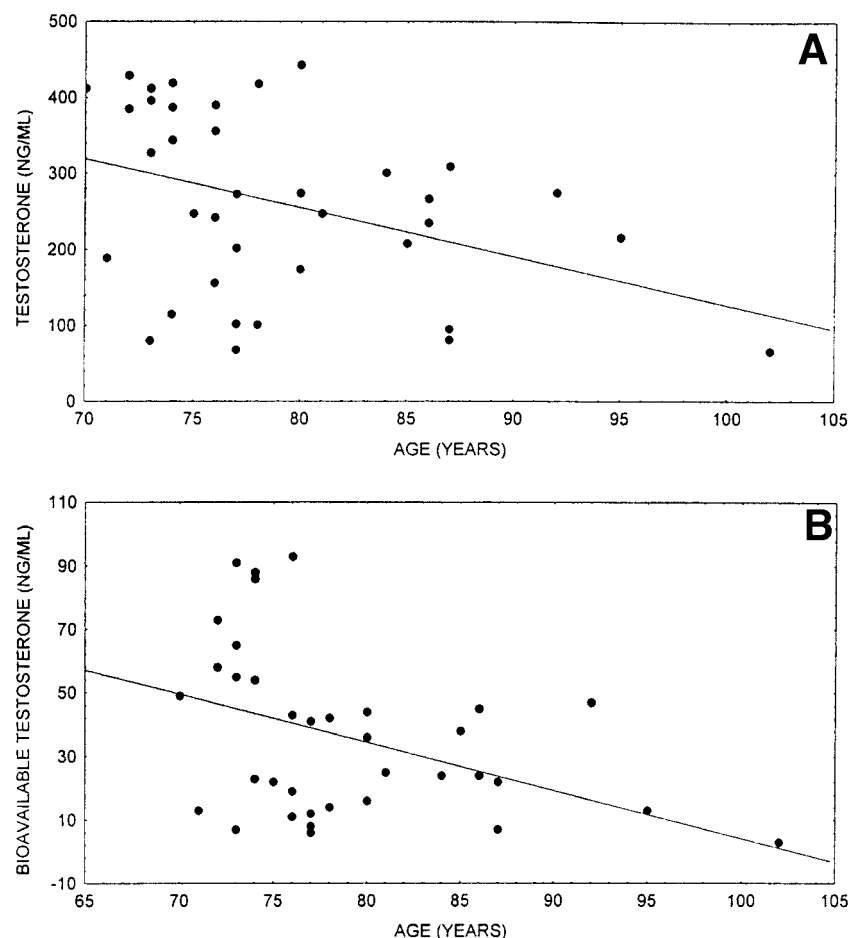 A
500
400
300
200
100
0
TESTOSTERONE (NG/ML)
70 75 80 85 90 95 100 105
AGE (YEARS)
B
110
90
70
50
30
10
-10
BIOAVAILABLE TESTOSTERONE (NG/ML)
65 70 75 80 85 90 95 100 105
AGE (YEARS)